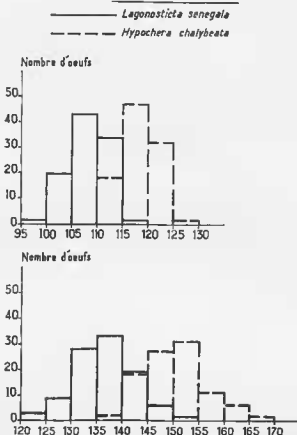 Lagonosticta senegala
Hypochera chalybeata
Nombre d'oeufs
50
40
30
20
10
0
95 100 105 110 115 120 125 130
Nombre d'oeufs
50
40
30
20
10
0
120 125 130 135 140 145 150 155 160 165 170